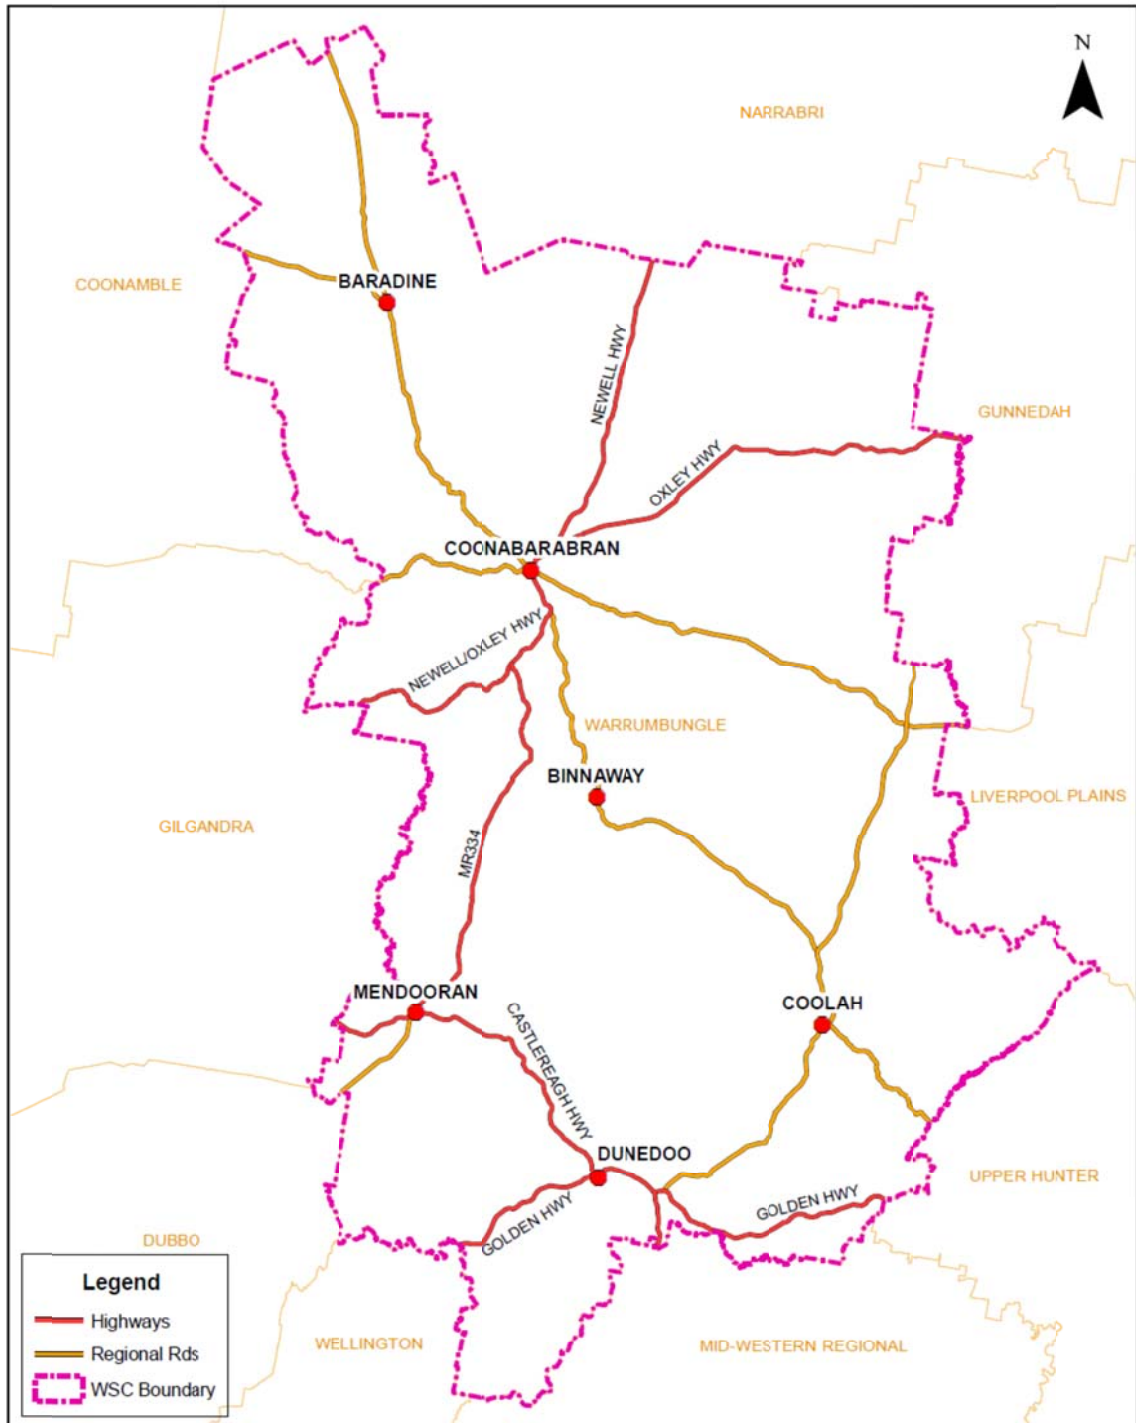 N
NARRABRI
COONAMBLE
BARADINE
NEWELL HWY
GUNNEDAH
OXLEY HWY
COONABARABRAN
NEWELL/OXLEY HWY
WARRUMBUNGLE
BINNAWAY
LIVERPOOL PLAINS
GILGANDRA
MR334
MENDOORAN
COOLAH
CASTLEREAGH HWY
DUNEDOO
UPPER HUNTER
GOLDEN HWY
GOLDEN HWY
DUBBO
Legend
Highways
Regional Rds
WSC Boundary
WELLINGTON
MID-WESTERN REGIONAL